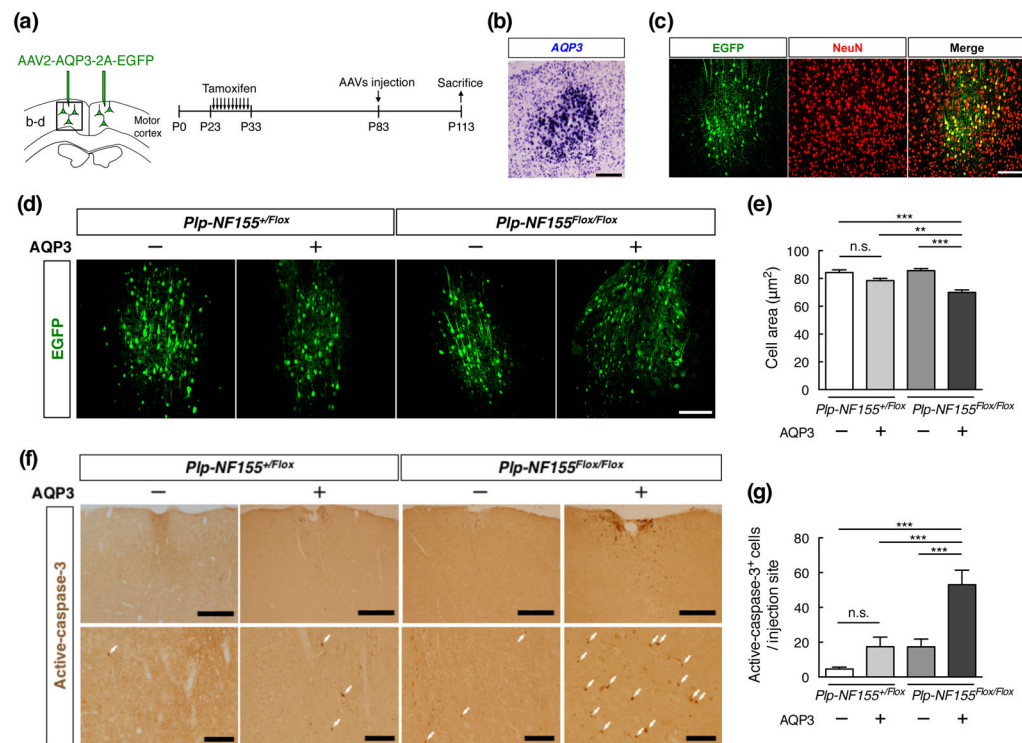 (a)
AAV2-AQP3-2A-EGFP
b-d
Motor
cortex
Tamoxifen
AAVs injection
Sacrifice
P0
P23
P33
P83
P113
(b)
AQP3
(c)
EGFP
NeuN
Merge
(d)
Plp-NF155+/Flox
Plp-NF155Flox/Flox
AQP3
−
+
−
+
EGFP
(e)
***
**
n.s.
***
Cell area (μm²)
100
80
60
40
20
0
Plp-NF155+/Flox
Plp-NF155Flox/Flox
AQP3
−
+
−
+
(f)
Plp-NF155+/Flox
Plp-NF155Flox/Flox
AQP3
−
+
−
+
Active-caspase-3
(g)
***
***
***
n.s.
Active-caspase-3⁺ cells
/ injection site
80
60
40
20
0
Plp-NF155+/Flox
Plp-NF155Flox/Flox
AQP3
−
+
−
+